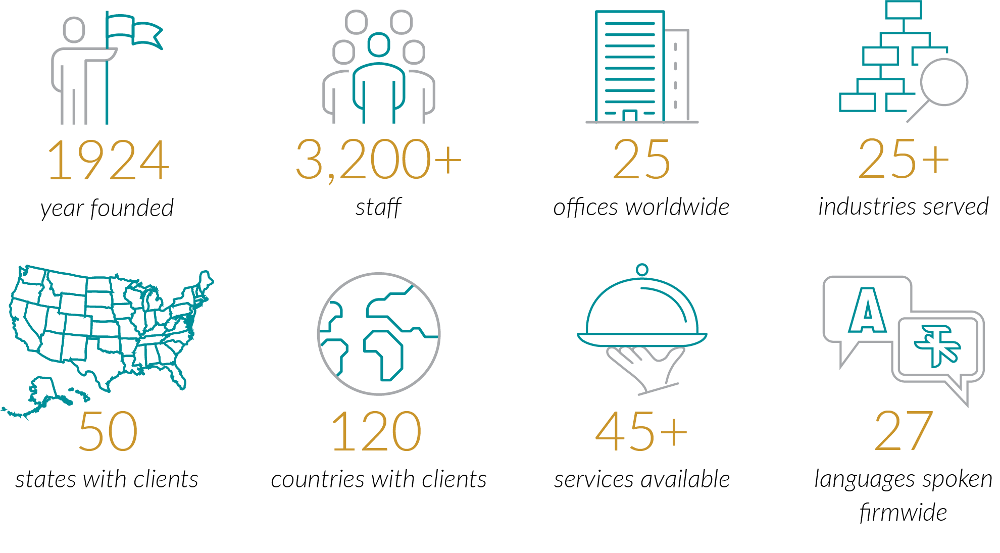 1924
year founded
3,200+
staff
25
offices worldwide
25+
industries served
50
states with clients
120
countries with clients
45+
services available
A
27
languages spoken
firmwide